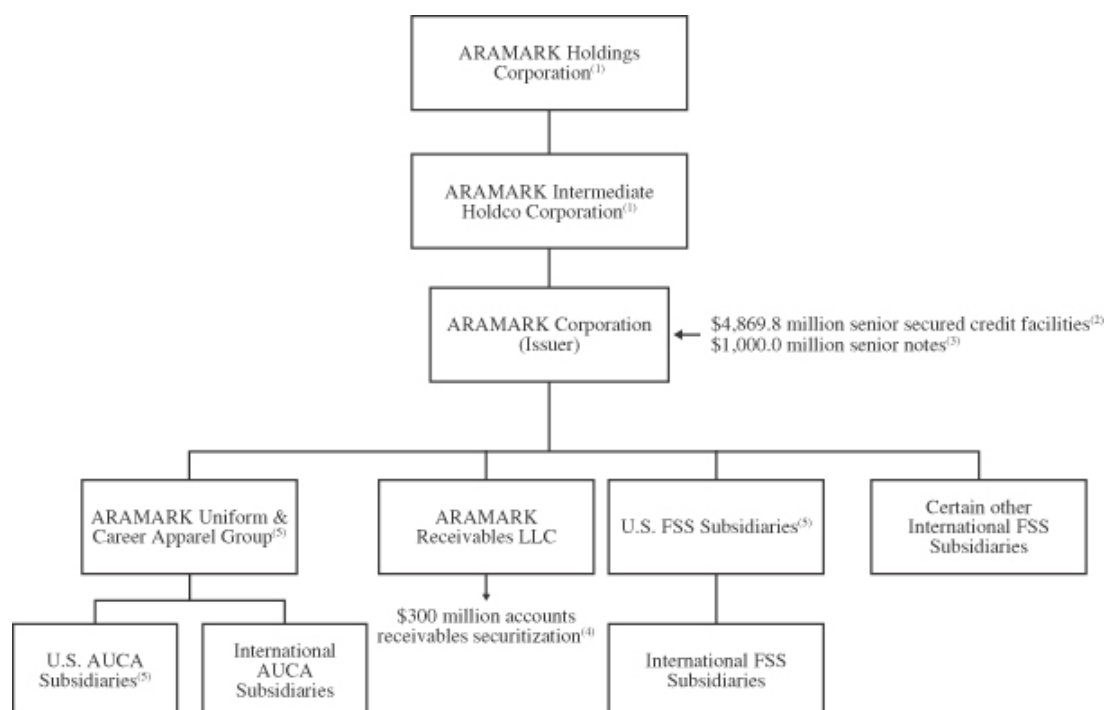 ARAMARK Holdings
Corporation(1)
ARAMARK Intermediate
Holdco Corporation(1)
ARAMARK Corporation
(Issuer)
$4,869.8 million senior secured credit facilities(2)
$1,000.0 million senior notes(3)
ARAMARK Uniform &
Career Apparel Group(5)
ARAMARK
Receivables LLC
U.S. FSS Subsidiaries(5)
Certain other
International FSS
Subsidiaries
$300 million accounts
receivables securitization(4)
U.S. AUCA
Subsidiaries(5)
International
AUCA
Subsidiaries
International FSS
Subsidiaries